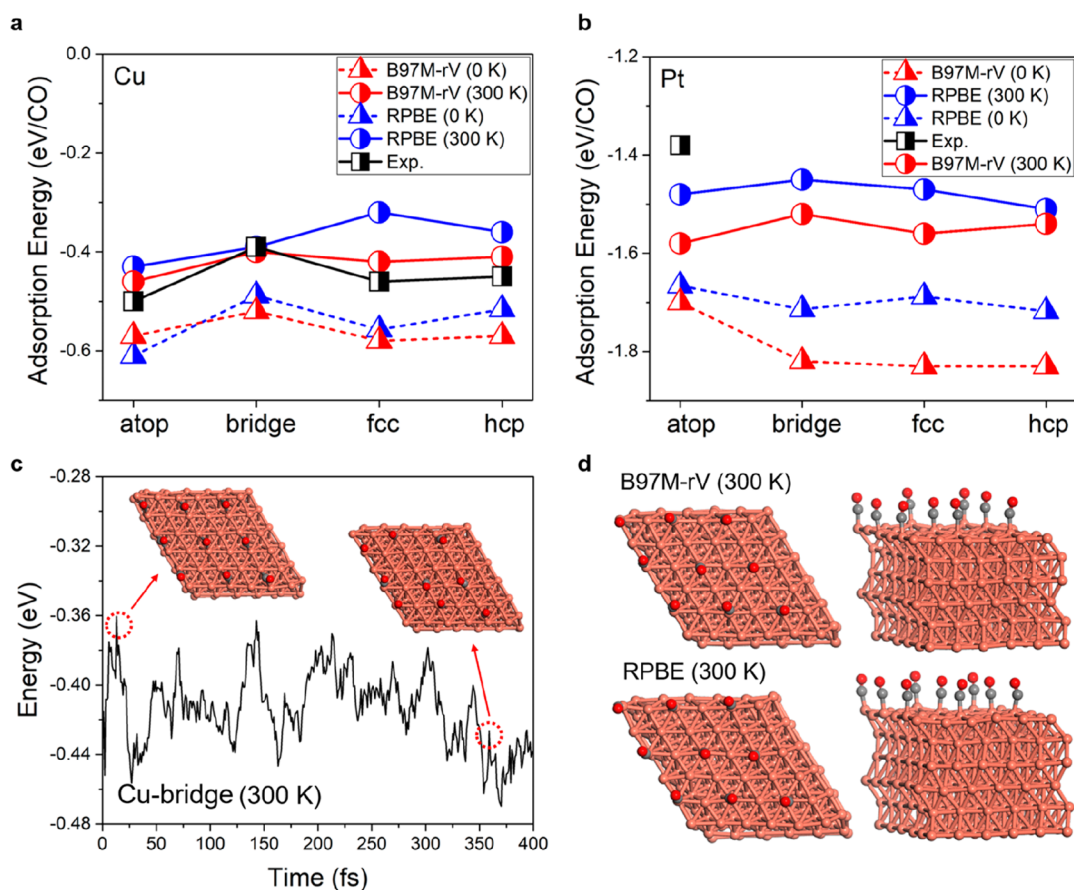 a
Adsorption Energy (eV/CO)
0.0
-0.2
-0.4
-0.6
Cu
B97M-rV (0 K)
B97M-rV (300 K)
RPBE (0 K)
RPBE (300 K)
Exp.
atop bridge fcc hcp
b
Adsorption Energy (eV/CO)
-1.2
-1.4
-1.6
-1.8
Pt
B97M-rV (0 K)
RPBE (300 K)
RPBE (0 K)
Exp.
B97M-rV (300 K)
atop bridge fcc hcp
c
Energy (eV)
-0.28
-0.32
-0.36
-0.40
-0.44
-0.48
Cu-bridge (300 K)
0 50 100 150 200 250 300 350 400
Time (fs)
d
B97M-rV (300 K)
RPBE (300 K)